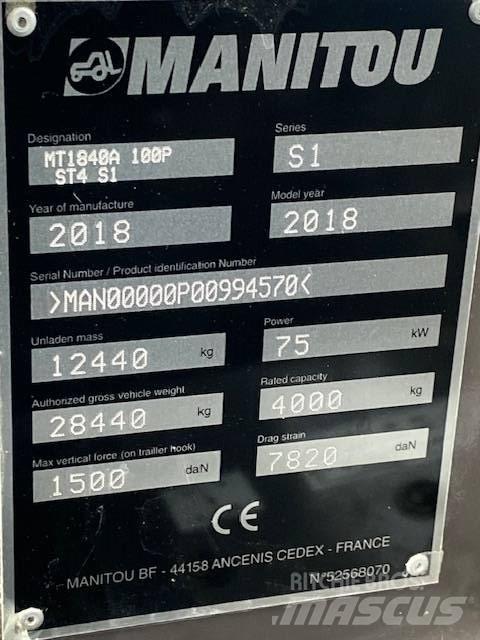 MANITOU
Designation
MT1840A 100P
ST4 S1
Series
S1
Year of manufacture
2018
Model year
2018
Serial Number / Product identification Number
>MAN00000P00994570<
Unladen mass
12440 kg
Power
75 kW
Authorized gross vehicle weight
28440 kg
Rated capacity
4000 kg
Max vertical force (on trailler hook)
1500 daN
Drag strain
7820 daN
CE
MANITOU BF - 44158 ANCENIS CEDEX - FRANCE
N°52568070
RITCHIE BROS.
MASCUS